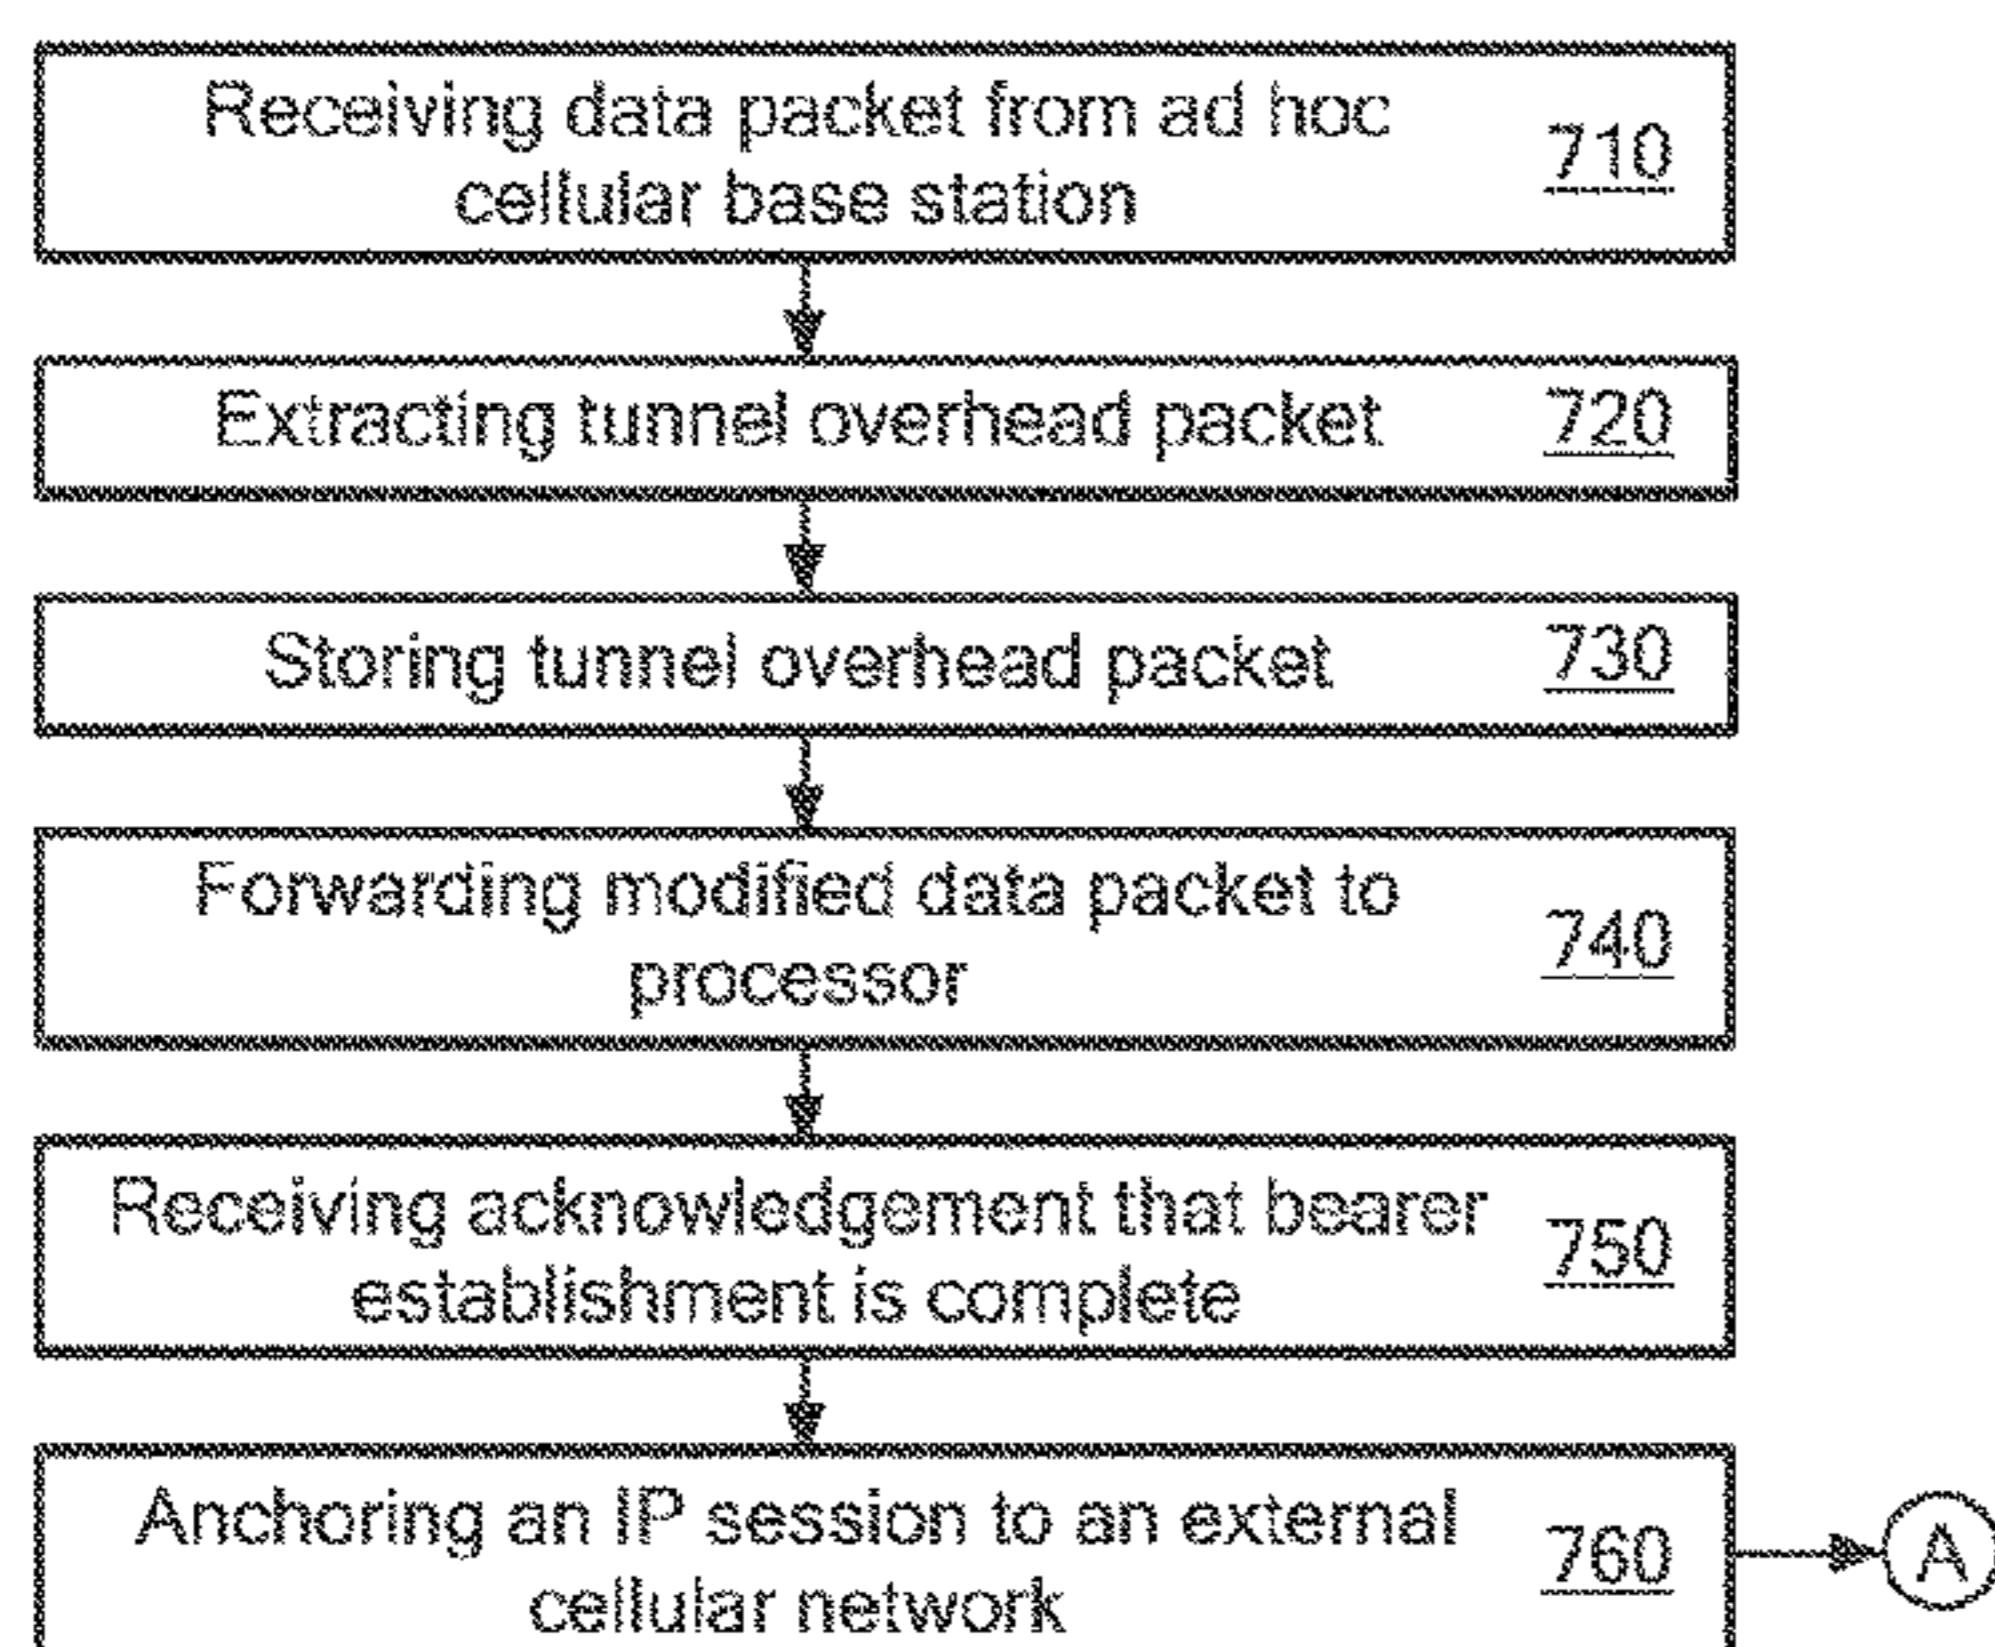 Receiving data packet from ad hoc
cellular base station
710
Extracting tunnel overhead packet
720
Storing tunnel overhead packet
730
Forwarding modified data packet to
processor
740
Receiving acknowledgement that bearer
establishment is complete
750
Anchoring an IP session to an external
cellular network
760
A